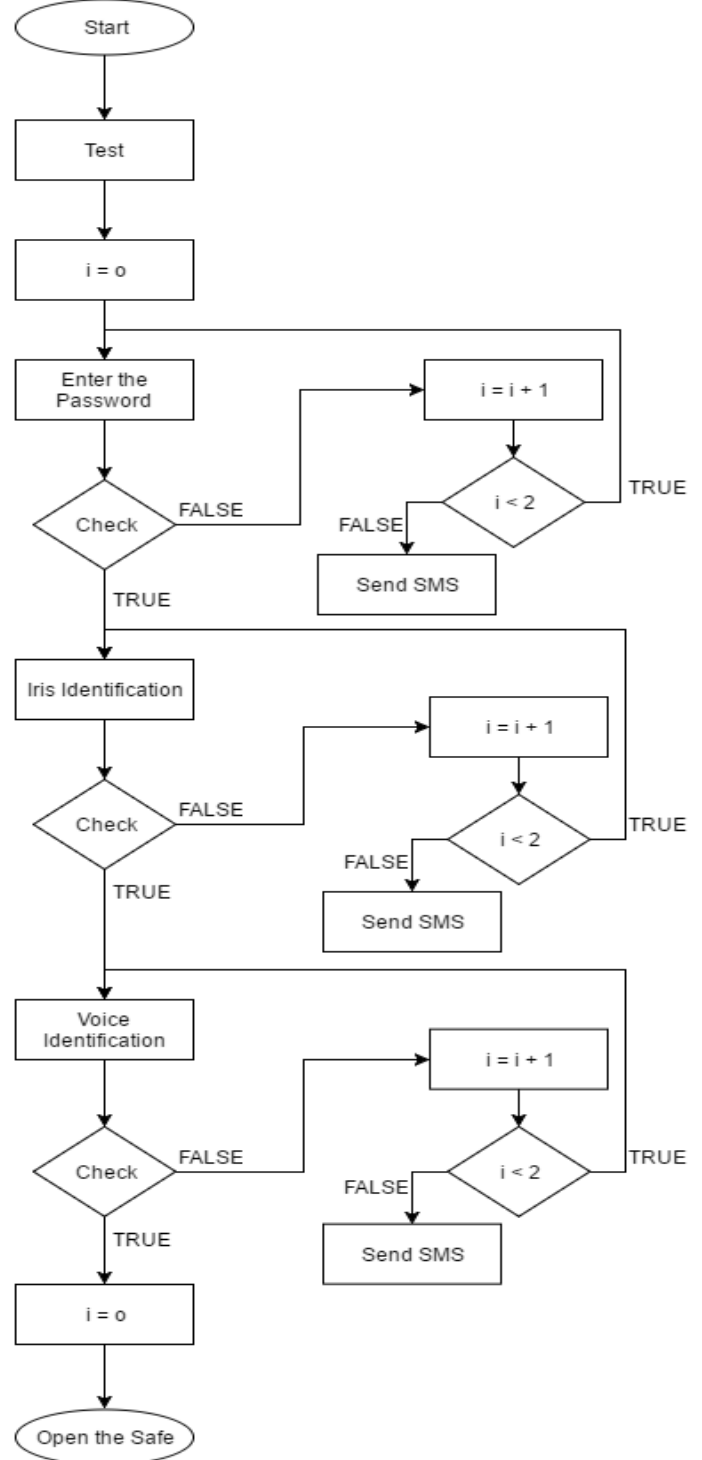 Start
Test
i = o
Enter the
Password
i = i + 1
Check
FALSE
i < 2
TRUE
FALSE
Send SMS
TRUE
Iris Identification
i = i + 1
Check
FALSE
i < 2
TRUE
FALSE
Send SMS
TRUE
Voice
Identification
i = i + 1
Check
FALSE
i < 2
TRUE
FALSE
Send SMS
TRUE
i = o
Open the Safe